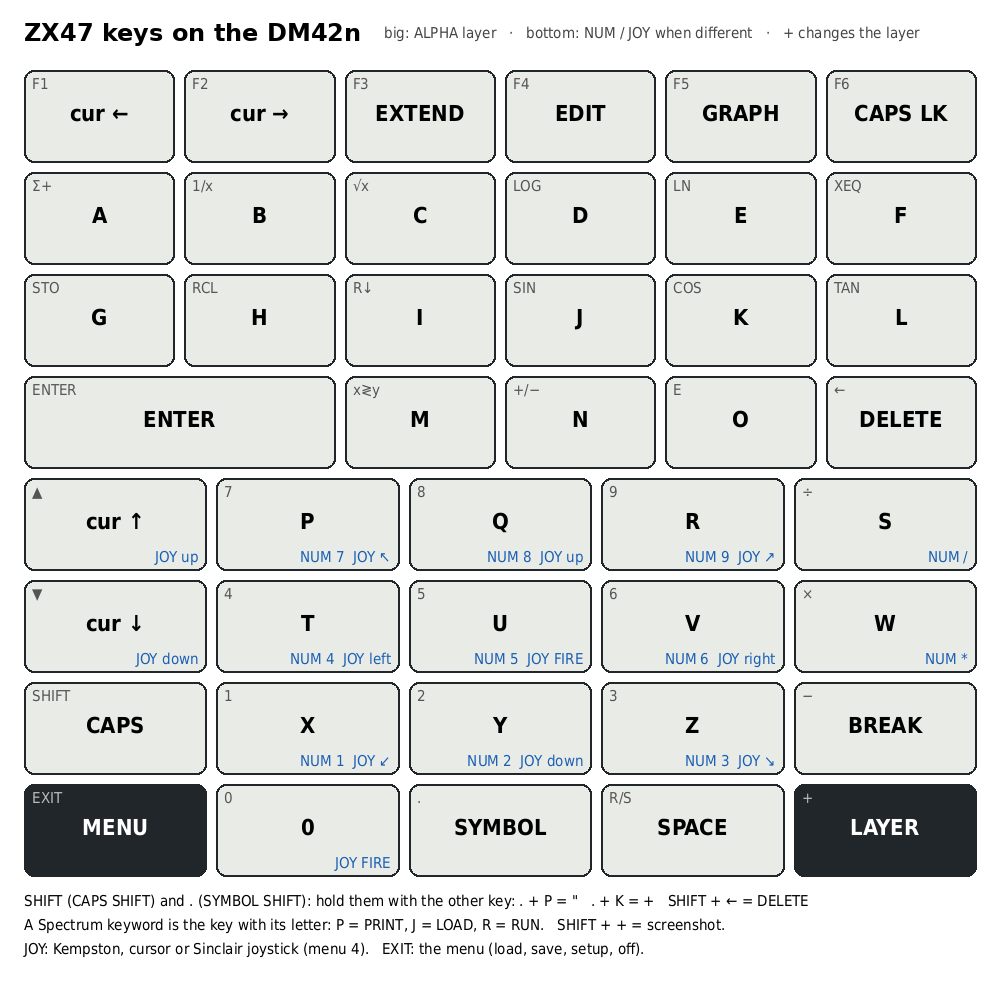 ZX47 keys on the DM42n big: ALPHA layer · bottom: NUM / JOY when different · + changes the layer
F1 F2 F3 F4 F5 F6
cur ← cur → EXTEND EDIT GRAPH CAPS LK
Σ+ 1/x √x LOG LN XEQ
A B C D E F
STO RCL R↓ SIN COS TAN
G H I J K L
ENTER x≷y +/− E ←
ENTER M N O DELETE
▲ 7 8 9 ÷
cur ↑ P Q R S
JOY up NUM 7 JOY ↖ NUM 8 JOY up NUM 9 JOY ↗ NUM /
▼ 4 5 6 ×
cur ↓ T U V W
JOY down NUM 4 JOY left NUM 5 JOY FIRE NUM 6 JOY right NUM *
SHIFT 1 2 3 −
CAPS X Y Z BREAK
NUM 1 JOY ↙ NUM 2 JOY down NUM 3 JOY ↘
EXIT 0 . R/S +
MENU 0 SYMBOL SPACE LAYER
JOY FIRE
SHIFT (CAPS SHIFT) and . (SYMBOL SHIFT): hold them with the other key: . + P = " . + K = + SHIFT + ← = DELETE
A Spectrum keyword is the key with its letter: P = PRINT, J = LOAD, R = RUN. SHIFT + + = screenshot.
JOY: Kempston, cursor or Sinclair joystick (menu 4). EXIT: the menu (load, save, setup, off).